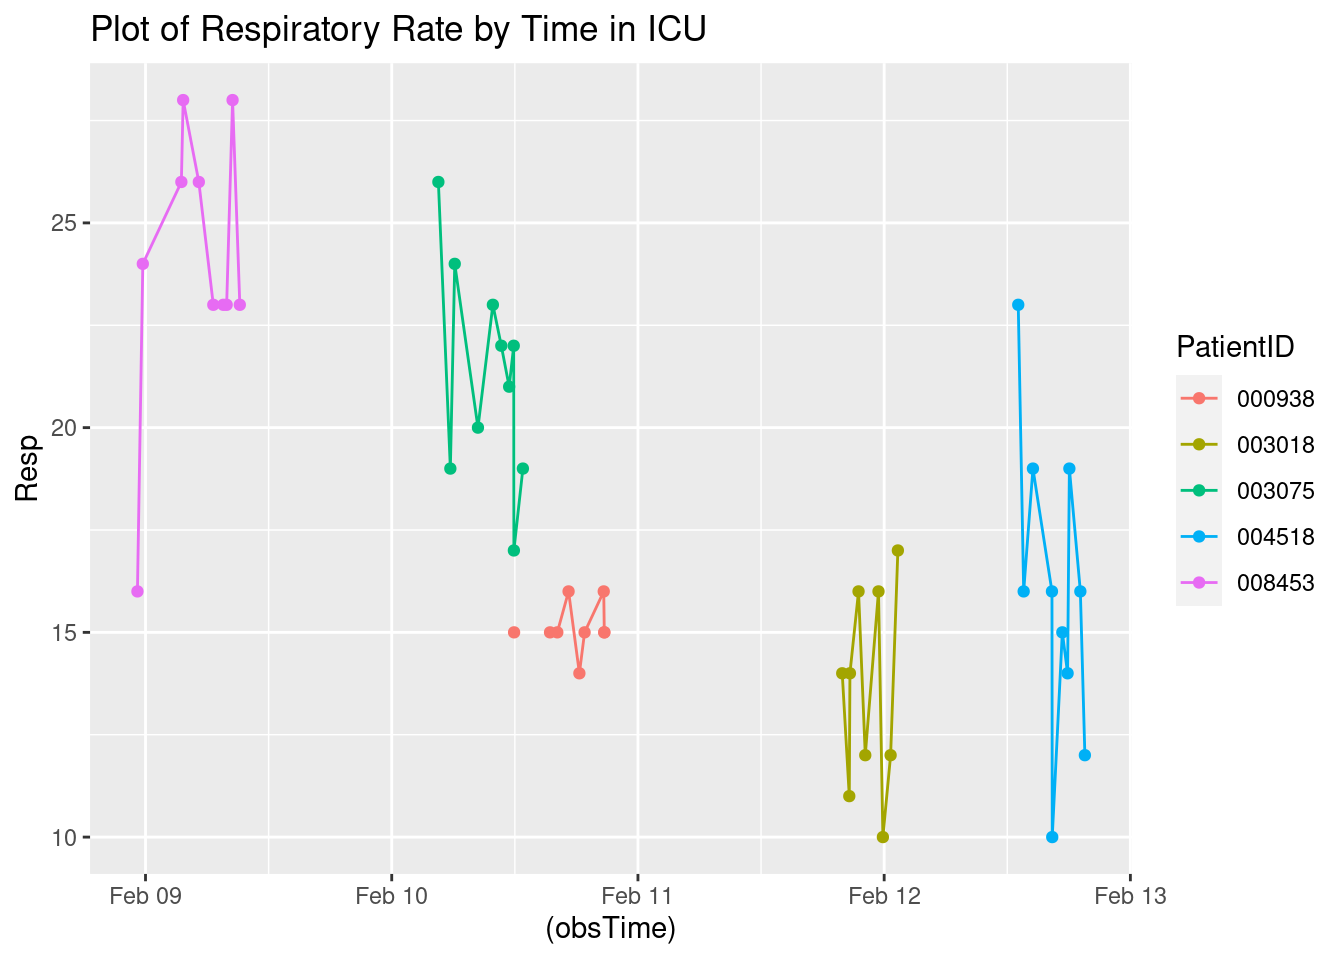 Plot of Respiratory Rate by Time in ICU
Resp
25
20
15
10
Feb 09
Feb 10
Feb 11
Feb 12
Feb 13
(obsTime)
PatientID
000938
003018
003075
004518
008453